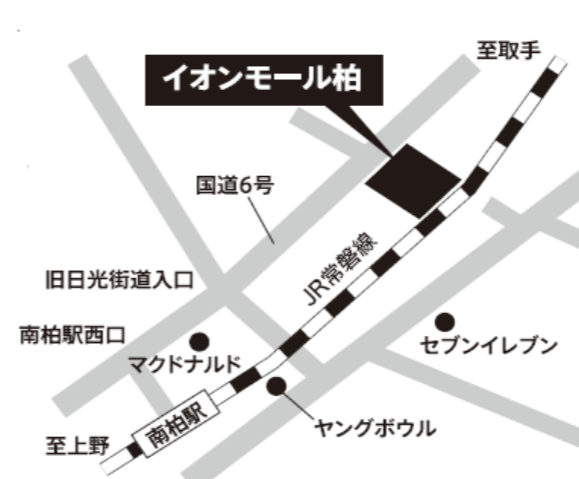 至取手
イオンモール柏
国道6号
JR常磐線
旧日光街道入口
南柏駅西口
マクドナルド
セブンイレブン
南柏駅
ヤングボウル
至上野